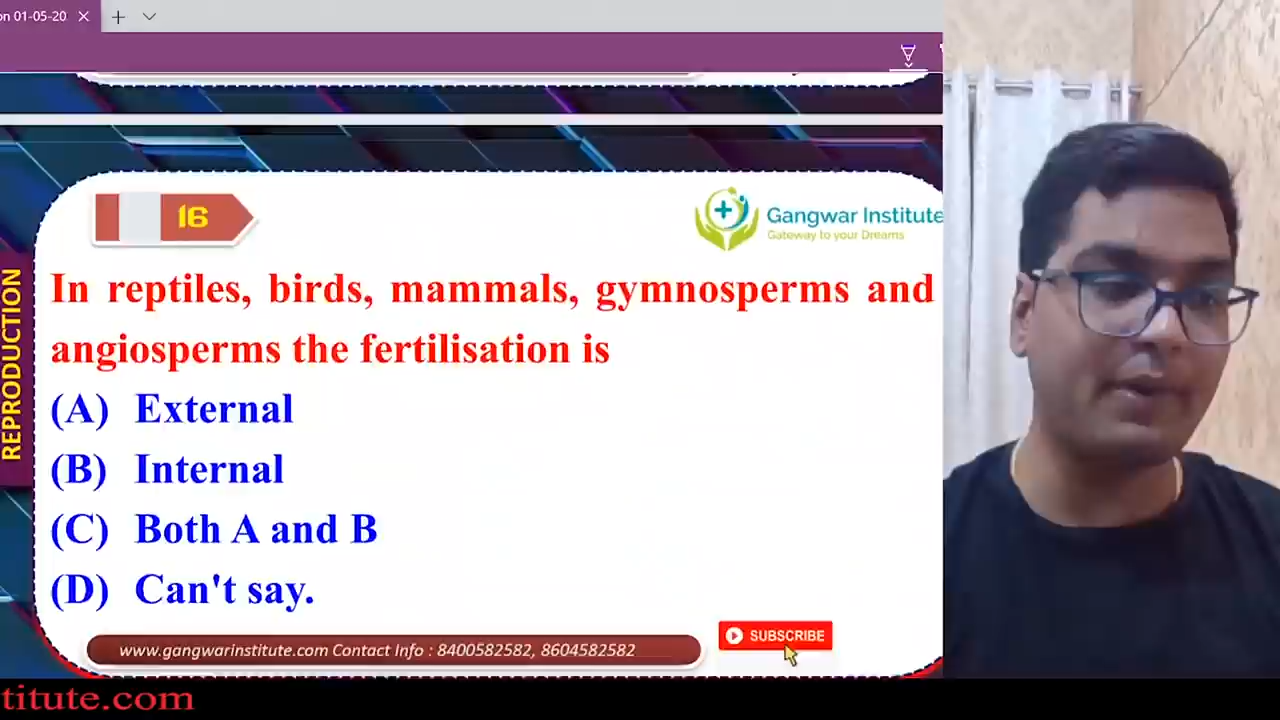 on 01-05-20
16
Gangwar Institute
Gateway to your Dreams
REPRODUCTION
In reptiles, birds, mammals, gymnosperms and
angiosperms the fertilisation is
(A) External
(B) Internal
(C) Both A and B
(D) Can't say.
www.gangwarinstitute.com Contact Info : 8400582582, 8604582582
SUBSCRIBE
titute.com